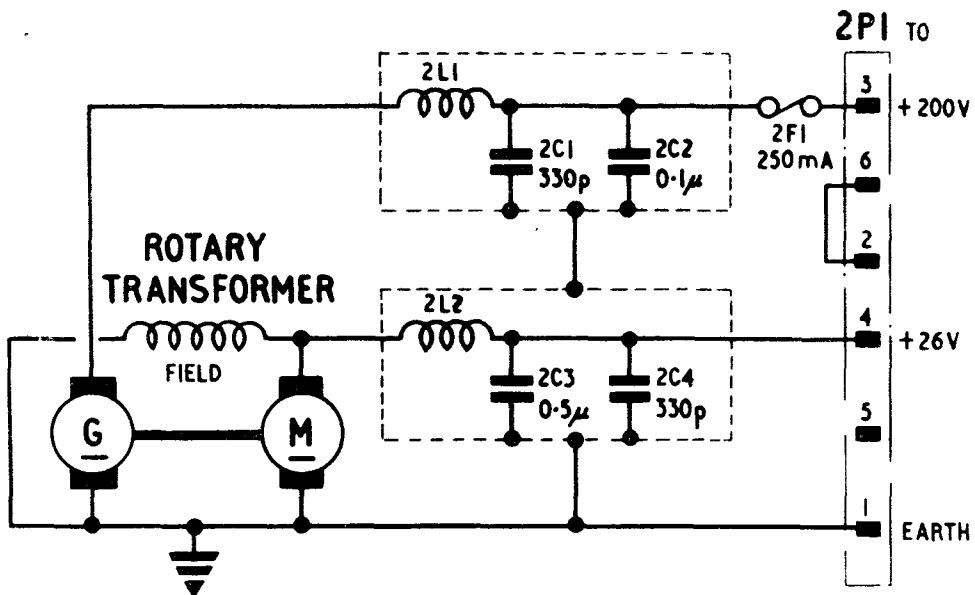 2P1 TO
2L1
3
+200V
2F1
250mA
2C1
330p
2C2
0·1μ
6
2
ROTARY
TRANSFORMER
2L2
4
+26V
FIELD
2C3
0·5μ
2C4
330p
5
G
M
1
EARTH